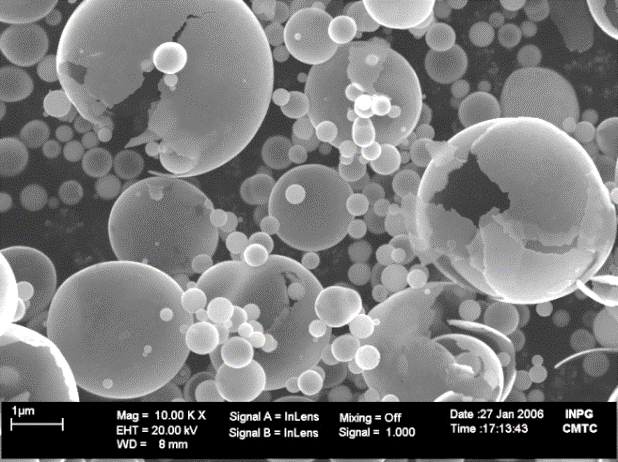 1µm
Mag = 10.00 K X
EHT = 20.00 kV
WD = 8 mm
Signal A = InLens
Signal B = InLens
Mixing = Off
Signal = 1.000
Date :27 Jan 2006
Time :17:13:43
INPG
CMTC